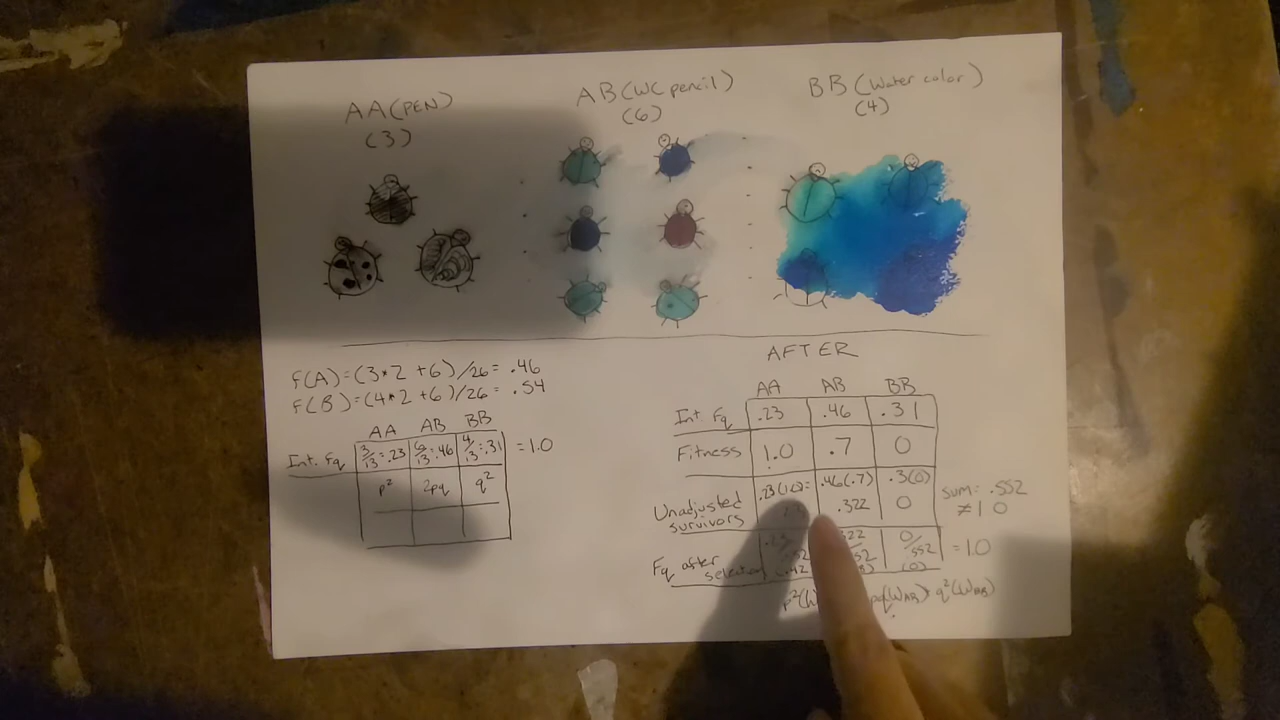 AA (PEN)
(3)
AB (WC pencil)
(6)
BB (Water color)
(4)
f(A)=(3*2 +6)/26= .46
f(B)=(4*2 +6)/26= .54
AA AB BB
Int. Fq 3/13=.23 6/13=.46 4/13=.31 = 1.0
p² 2pq q²
AFTER
AA AB BB
Int. Fq .23 .46 .31
Fitness 1.0 .7 0
Unadjusted survivors .23(1.0)= .46(.7) .3(0)
.322 0
sum= .552
≠ 1.0
Fq after selection 0/.552 = 1.0
(0)
q²(WBB)